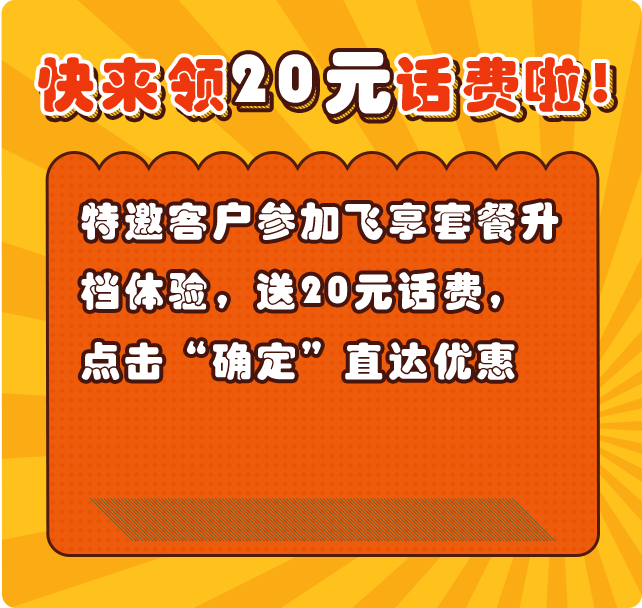 快来领20元话费啦！
特邀客户参加飞享套餐升
档体验，送20元话费，
点击“确定”直达优惠